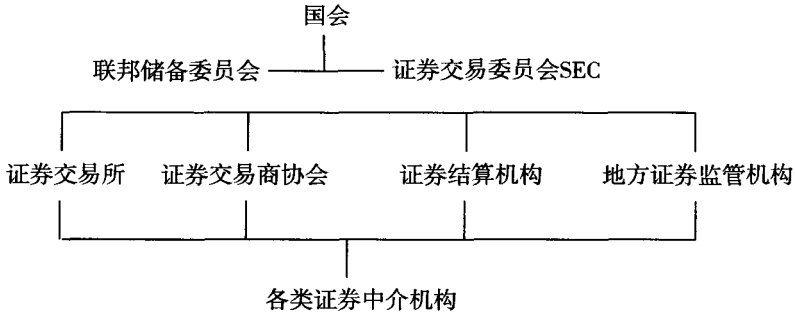 国会
联邦储备委员会 证券交易委员会SEC
证券交易所 证券交易商协会 证券结算机构 地方证券监管机构
各类证券中介机构